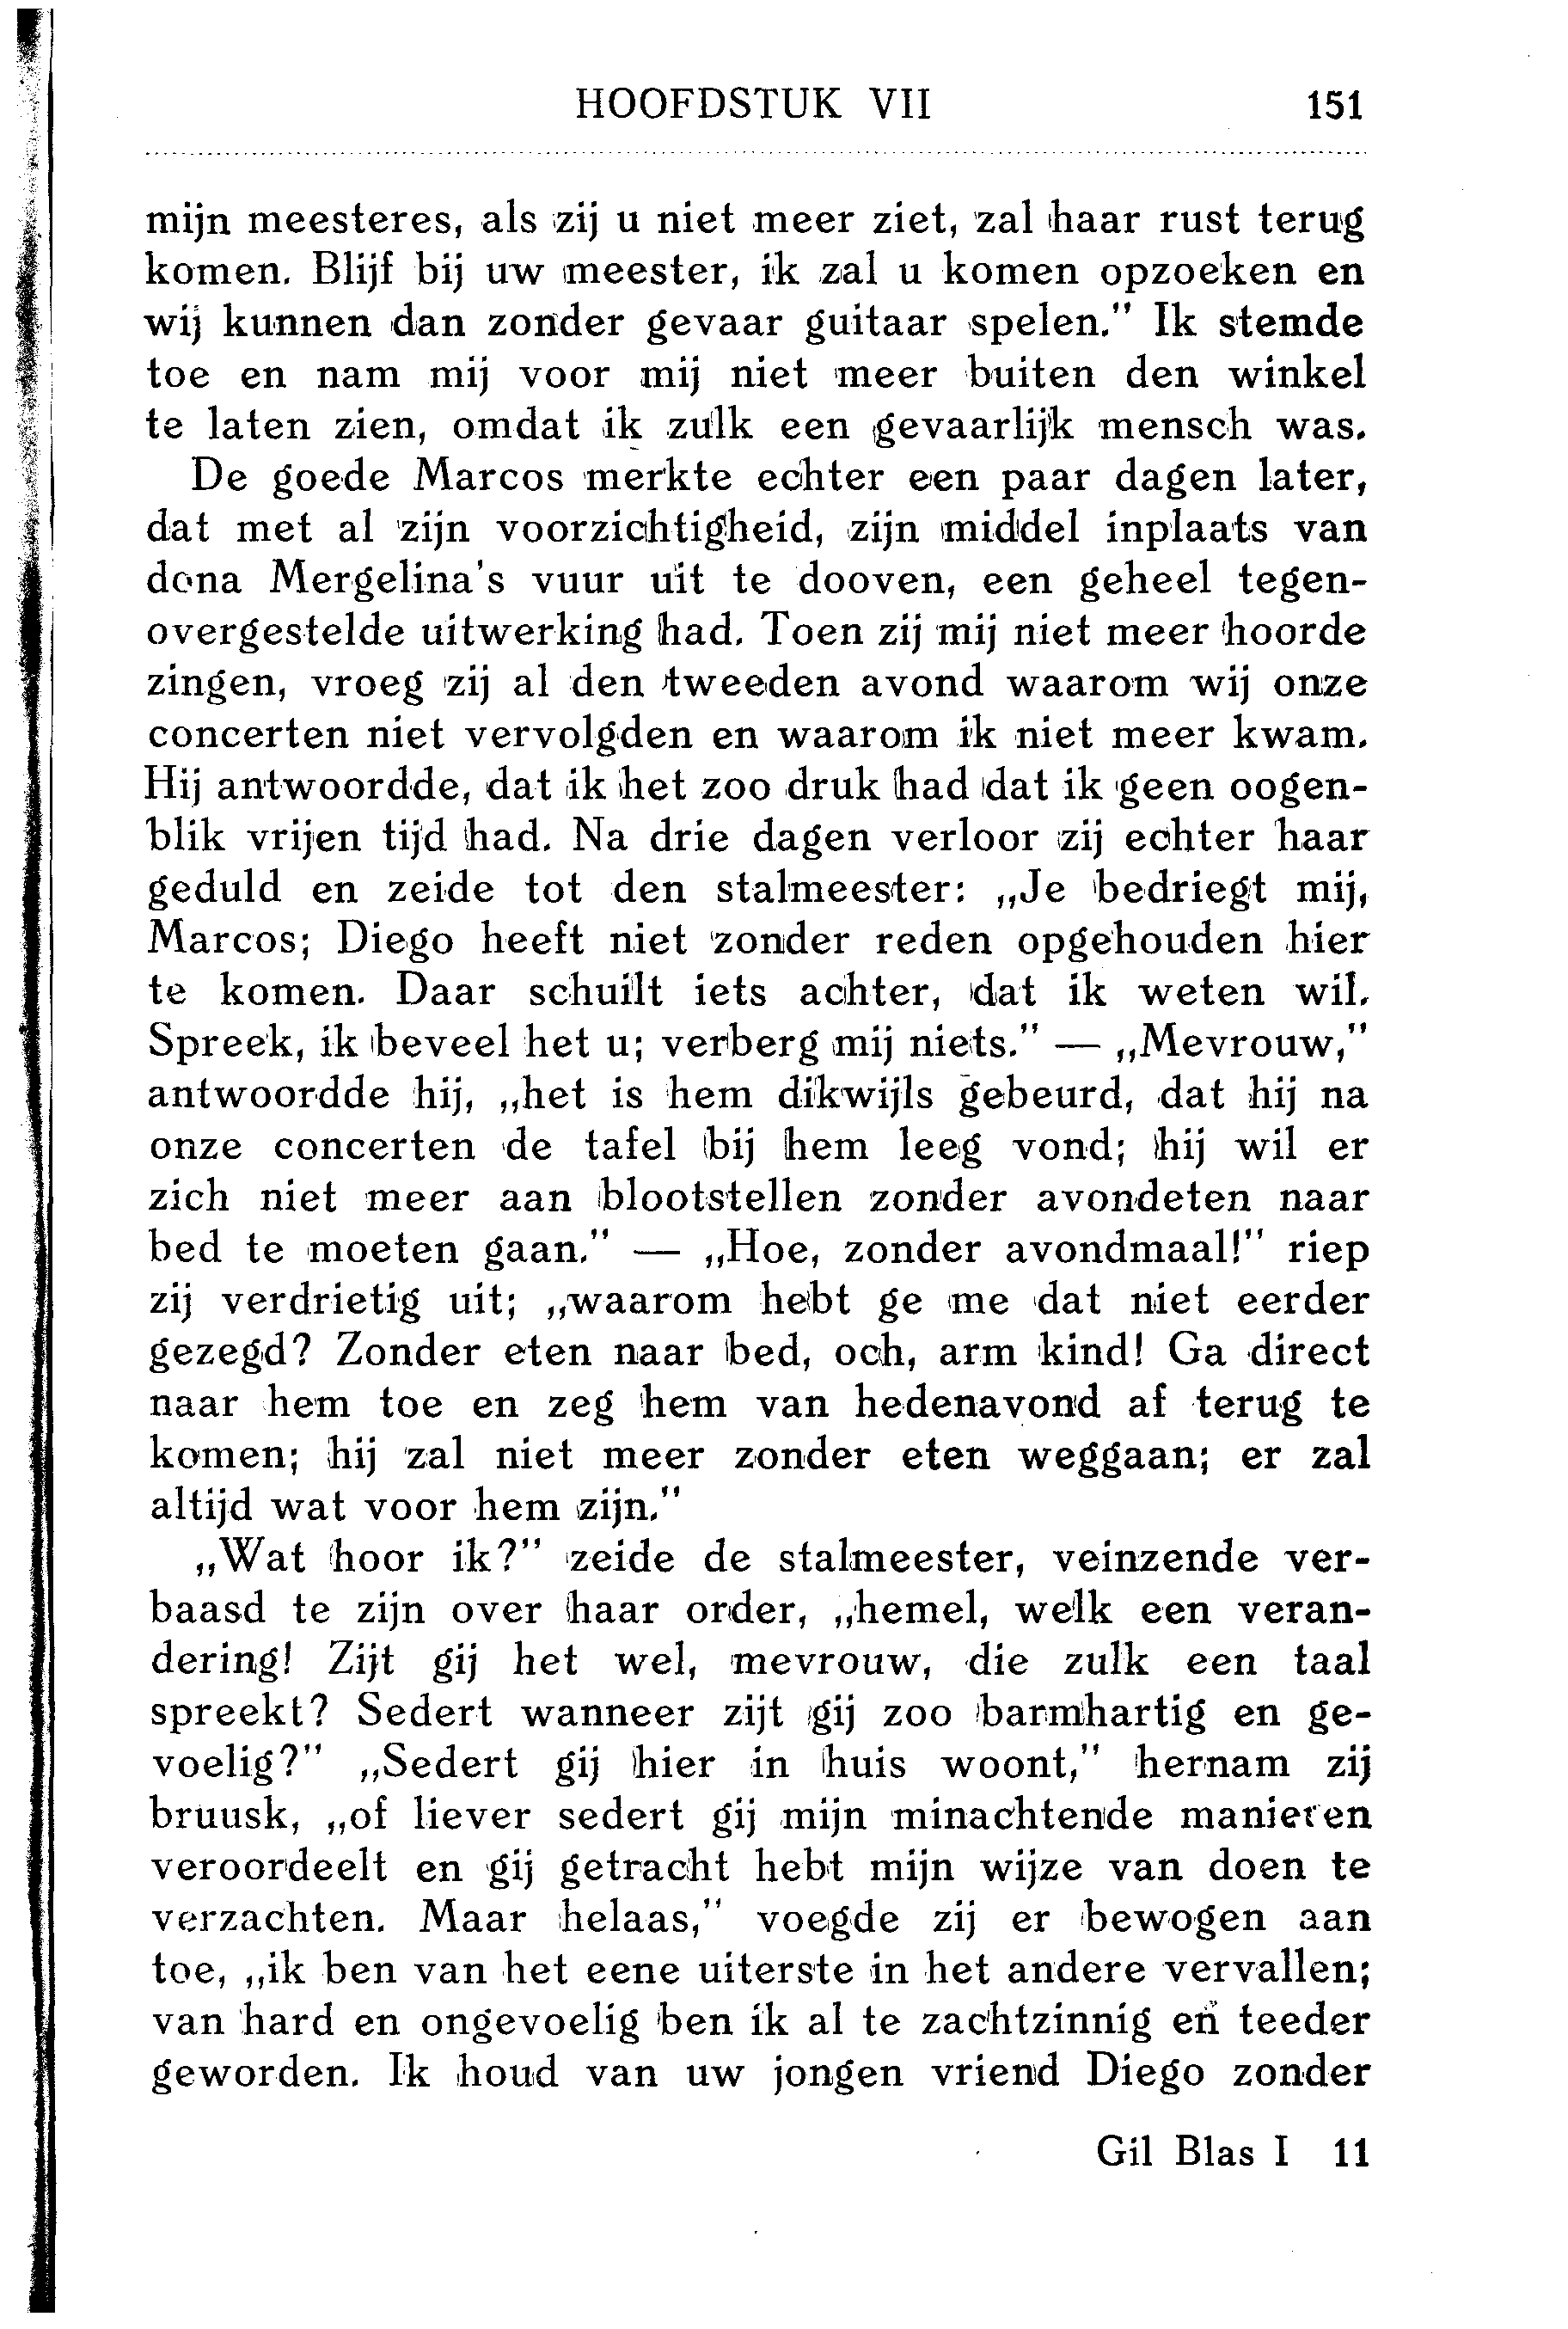 HOOFDSTUK VII 151
mijn meesteres, als zij u niet meer ziet, zal haar rust terug
komen. Blijf bij uw meester, ik zal u komen opzoeken en
wij kunnen dan zonder gevaar guitaar spelen.” Ik stemde
toe en nam mij voor mij niet meer buiten den winkel
te laten zien, omdat ik zulk een gevaarlijk mensch was.
De goede Marcos merkte echter een paar dagen later,
dat met al zijn voorzichtigheid, zijn middel inplaats van
dona Mergelina's vuur uit te dooven, een geheel tegen-
overgestelde uitwerking had. Toen zij mij niet meer hoorde
zingen, vroeg zij al den tweeden avond waarom wij onze
concerten niet vervolgden en waarom ik niet meer kwam.
Hij antwoordde, dat ik het zoo druk had dat ik geen oogen-
blik vrijen tijd had. Na drie dagen verloor zij echter haar
geduld en zeide tot den stalmeester: „Je bedriegt mij,
Marcos; Diego heeft niet zonder reden opgehouden hier
te komen. Daar schuilt iets achter, dat ik weten wil.
Spreek, ik beveel het u; verberg mij niets.” — „Mevrouw,”
antwoordde hij, „het is hem dikwijls gebeurd, dat hij na
onze concerten de tafel bij hem leeg vond; hij wil er
zich niet meer aan blootstellen zonder avondeten naar
bed te moeten gaan.” — „Hoe, zonder avondmaal!” riep
zij verdrietig uit; „waarom hebt ge me dat niet eerder
gezegd? Zonder eten naar bed, och, arm kind! Ga direct
naar hem toe en zeg hem van hedenavond af terug te
komen; hij zal niet meer zonder eten weggaan; er zal
altijd wat voor hem zijn.”
„Wat hoor ik?” zeide de stalmeester, veinzende ver-
baasd te zijn over haar order, „hemel, welk een veran-
dering! Zijt gij het wel, mevrouw, die zulk een taal
spreekt? Sedert wanneer zijt gij zoo barmhartig en ge-
voelig?” „Sedert gij hier in huis woont,” hernam zij
bruusk, „of liever sedert gij mijn minachtende manieren
veroordeelt en gij getracht hebt mijn wijze van doen te
verzachten. Maar helaas,” voegde zij er bewogen aan
toe, „ik ben van het eene uiterste in het andere vervallen;
van hard en ongevoelig ben ik al te zachtzinnig en teeder
geworden. Ik houd van uw jongen vriend Diego zonder
Gil Blas I 11